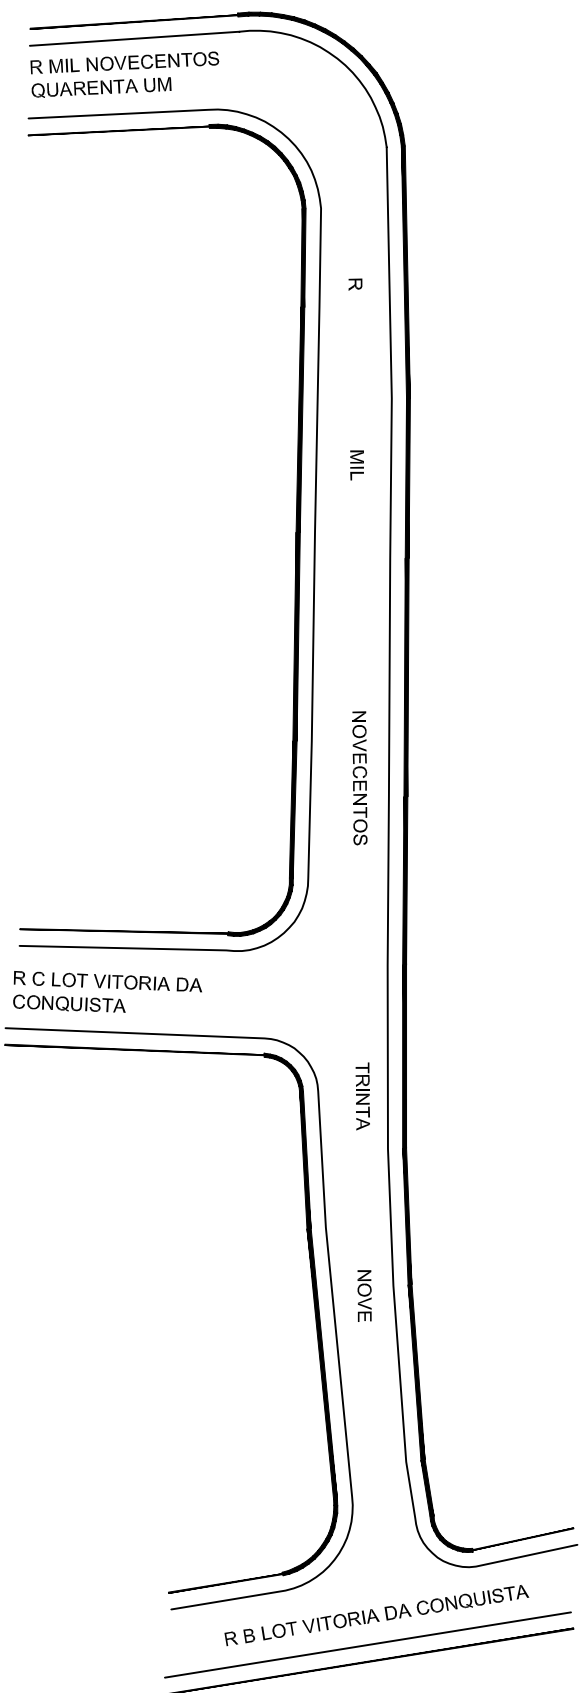 R MIL NOVECENTOS
QUARENTA UM
R MIL NOVECENTOS TRINTA NOVE
R C LOT VITORIA DA
CONQUISTA
R B LOT VITORIA DA CONQUISTA